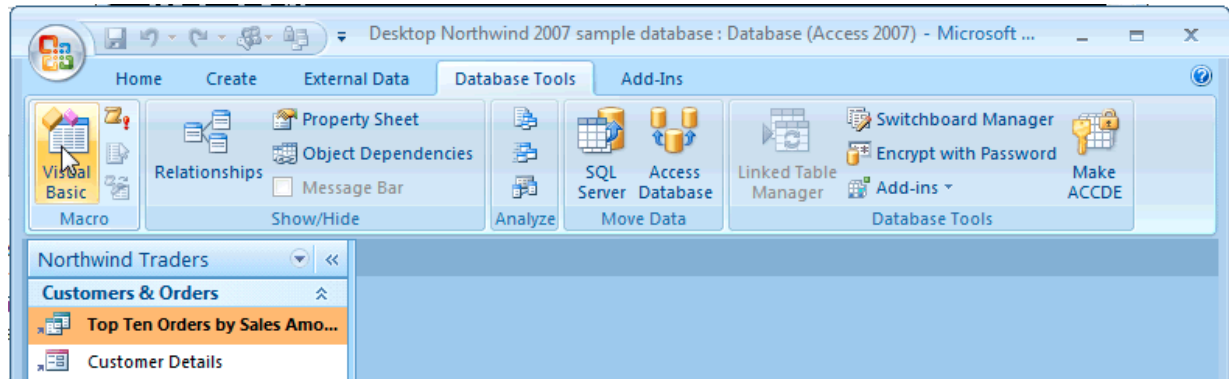 Desktop Northwind 2007 sample database : Database (Access 2007) - Microsoft ...
Home Create External Data Database Tools Add-Ins
Visual Basic
Macro
Relationships
Property Sheet
Object Dependencies
Message Bar
Show/Hide
Analyze
SQL Server
Access Database
Move Data
Linked Table Manager
Switchboard Manager
Encrypt with Password
Add-ins
Make ACCDE
Database Tools
Northwind Traders
Customers & Orders
Top Ten Orders by Sales Amo...
Customer Details